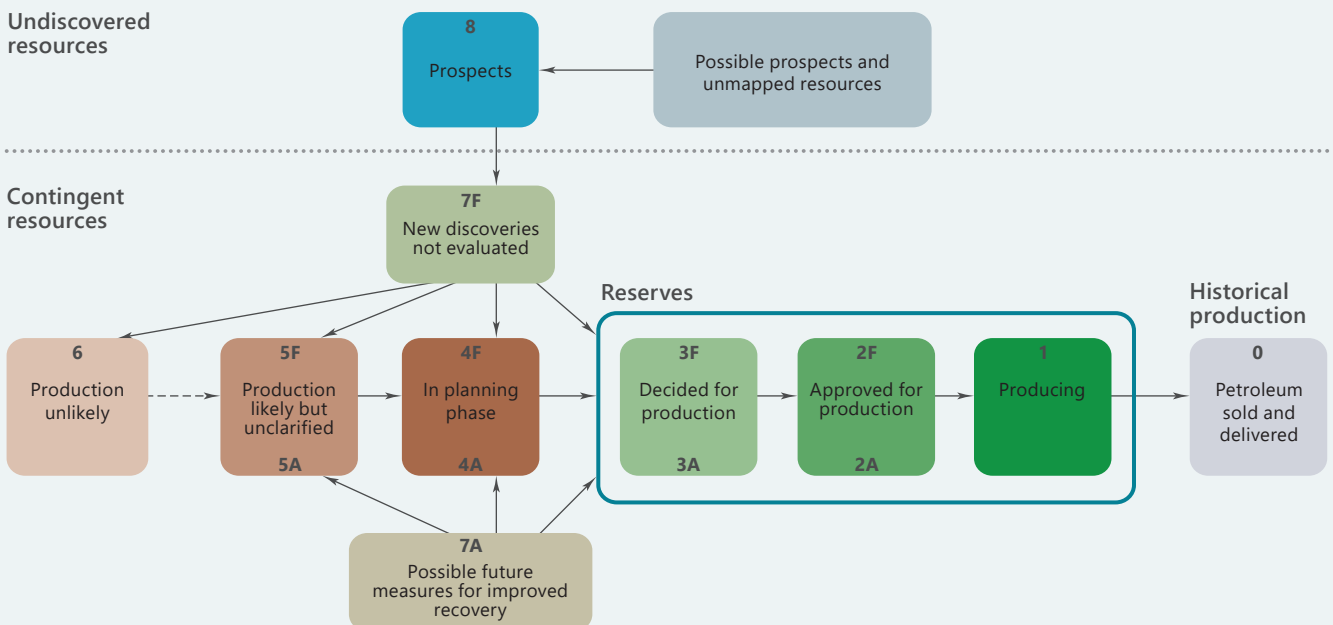 Undiscovered
resources
8
Prospects
Possible prospects and
unmapped resources
Contingent
resources
7F
New discoveries
not evaluated
Reserves
Historical
production
6
Production
unlikely
5F
Production
likely but
unclarified
5A
4F
In planning
phase
4A
3F
Decided for
production
3A
2F
Approved for
production
2A
1
Producing
0
Petroleum
sold and
delivered
7A
Possible future
measures for improved
recovery